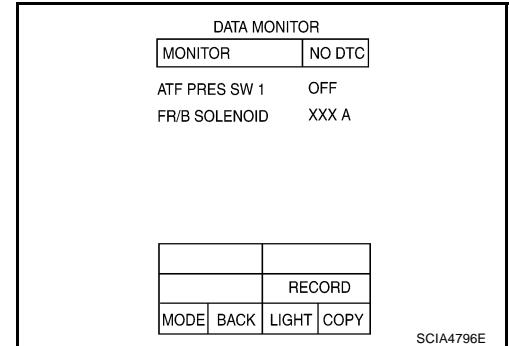 DATA MONITOR
MONITOR NO DTC
ATF PRES SW 1 OFF
FR/B SOLENOID XXX A
RECORD
MODE BACK LIGHT COPY
SCIA4796E